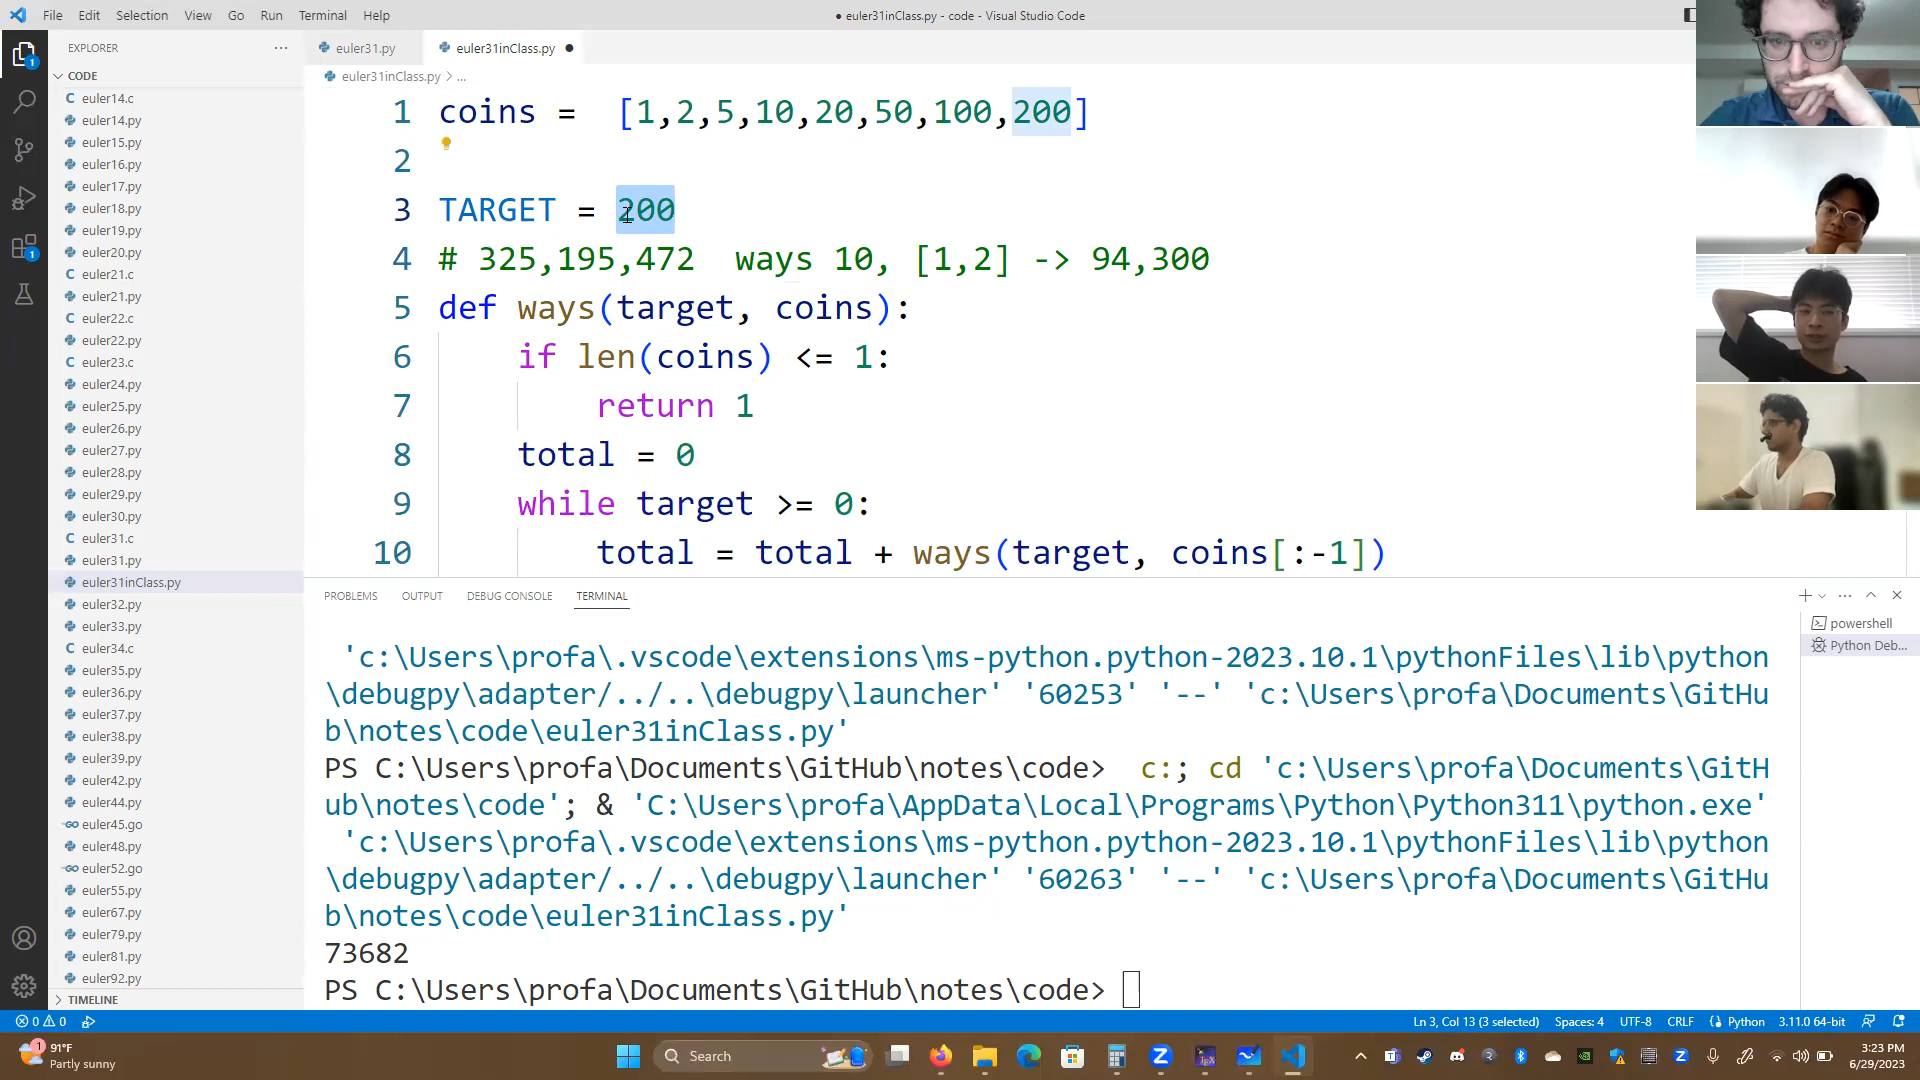 File Edit Selection View Go Run Terminal Help
● euler31inClass.py - code - Visual Studio Code
EXPLORER
CODE
euler14.c
euler14.py
euler15.py
euler16.py
euler17.py
euler18.py
euler19.py
euler20.py
euler21.c
euler21.py
euler22.c
euler22.py
euler23.c
euler24.py
euler25.py
euler26.py
euler27.py
euler28.py
euler29.py
euler30.py
euler31.c
euler31.py
euler31inClass.py
euler32.py
euler33.py
euler34.c
euler35.py
euler36.py
euler37.py
euler38.py
euler39.py
euler42.py
euler44.py
euler45.go
euler48.py
euler52.go
euler55.py
euler67.py
euler79.py
euler81.py
euler92.py
TIMELINE
euler31.py euler31inClass.py ●
euler31inClass.py > ...
1 coins =  [1,2,5,10,20,50,100,200]
2
3 TARGET = 200
4 # 325,195,472  ways 10, [1,2] -> 94,300
5 def ways(target, coins):
6 if len(coins) <= 1:
7 return 1
8 total = 0
9 while target >= 0:
10 total = total + ways(target, coins[:-1])
PROBLEMS OUTPUT DEBUG CONSOLE TERMINAL
powershell
Python Deb...
'c:\Users\profa\.vscode\extensions\ms-python.python-2023.10.1\pythonFiles\lib\python
\debugpy\adapter/../..\debugpy\launcher' '60253' '--' 'c:\Users\profa\Documents\GitHu
b\notes\code\euler31inClass.py'
PS C:\Users\profa\Documents\GitHub\notes\code>  c:; cd 'c:\Users\profa\Documents\GitH
ub\notes\code'; & 'C:\Users\profa\AppData\Local\Programs\Python\Python311\python.exe'
'c:\Users\profa\.vscode\extensions\ms-python.python-2023.10.1\pythonFiles\lib\python
\debugpy\adapter/../..\debugpy\launcher' '60263' '--' 'c:\Users\profa\Documents\GitHu
b\notes\code\euler31inClass.py'
73682
PS C:\Users\profa\Documents\GitHub\notes\code>
0 0 Ln 3, Col 13 (3 selected) Spaces: 4 UTF-8 CRLF Python 3.11.0 64-bit
91°F
Partly sunny
Search
3:23 PM
6/29/2023